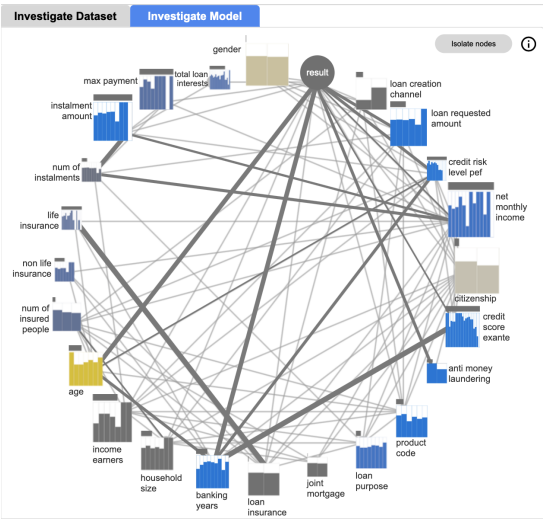 Investigate Dataset
Investigate Model
Isolate nodes
gender
result
max payment
total loan
interests
loan creation
channel
instalment
amount
loan requested
amount
num of
instalments
credit risk
level pef
net
monthly
income
life
insurance
non life
insurance
citizenship
num of
insured
people
credit
score
exante
age
anti money
laundering
income
earners
product
code
household
size
banking
years
loan
insurance
joint
mortgage
loan
purpose